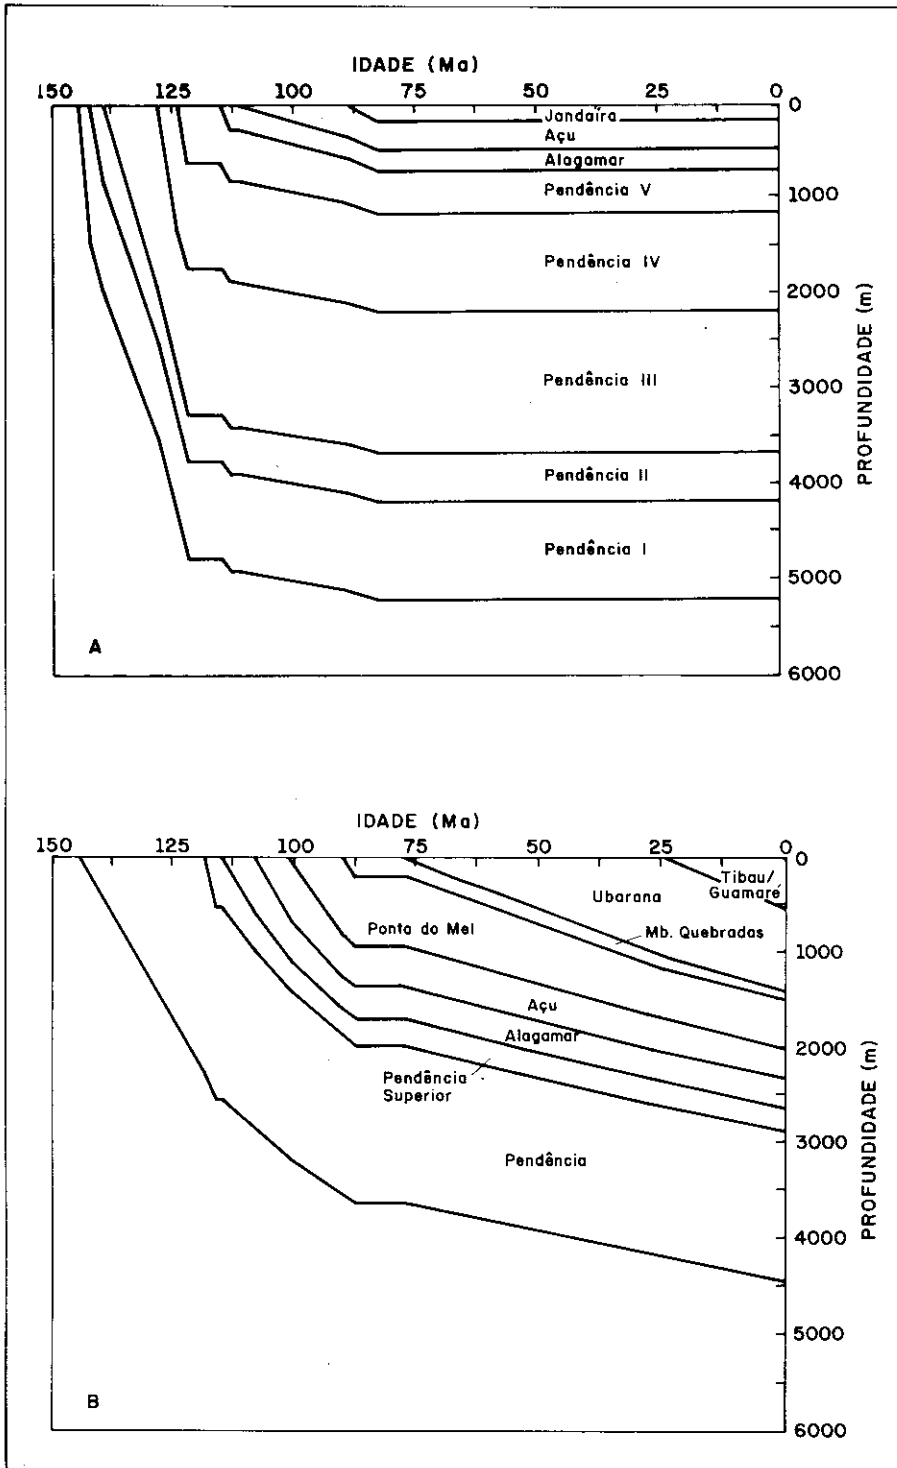 IDADE (Ma)
150 125 100 75 50 25 0
0
Jandaíra
Açu
Alagamar
Pendência V
1000
Pendência IV
2000
Pendência III
3000
Pendência II
4000
Pendência I
5000
6000
PROFUNDIDADE (m)
A
IDADE (Ma)
150 125 100 75 50 25 0
0
Tibau/
Guamaré
Ubarana
Ponta do Mel
Mb. Quebradas
1000
Açu
Alagamar
2000
Pendência
Superior
3000
Pendência
4000
5000
6000
PROFUNDIDADE (m)
B